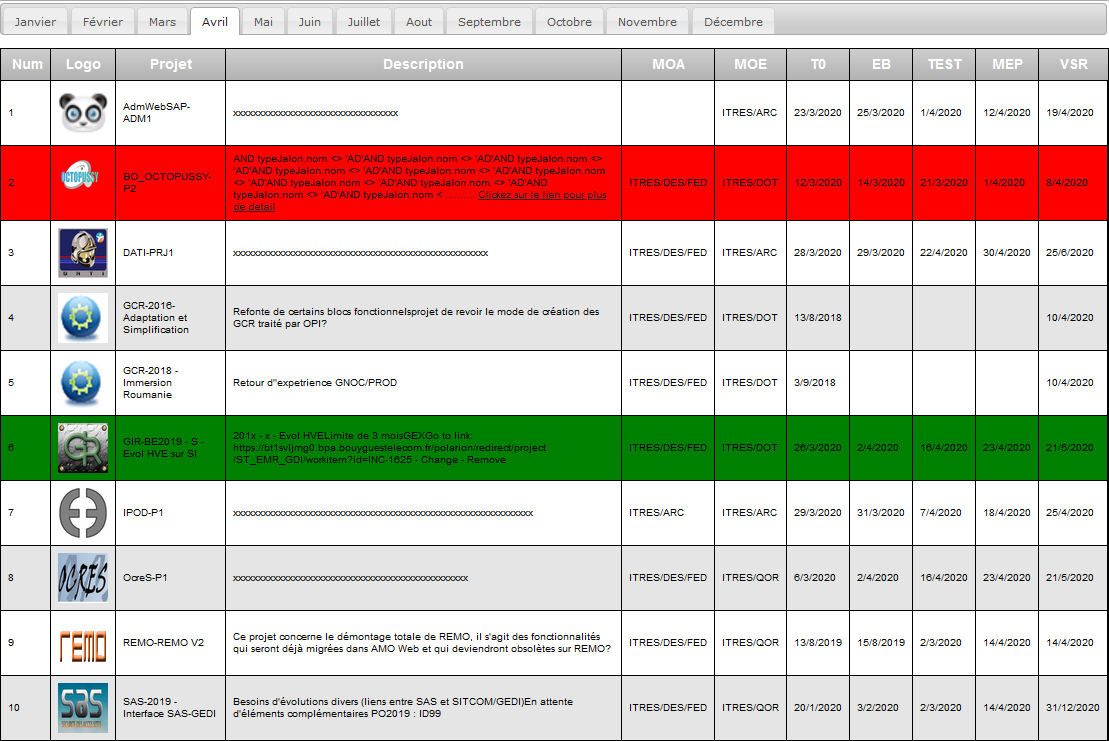 Janvier Février Mars Avril Mai Juin Juillet Aout Septembre Octobre Novembre Décembre
Num Logo Projet Description MOA MOE T0 EB TEST MEP VSR
1 AdmWebSAP-
ADM1
xxxxxxxxxxxxxxxxxxxxxxxxxxxxxxxxx ITRES/ARC 23/3/2020 25/3/2020 1/4/2020 12/4/2020 19/4/2020
2 OCTOPUSSY BO_OCTOPUSSY-
P2
AND typeJalon.nom <> 'AD'AND typeJalon.nom <> 'AD'AND typeJalon.nom <>
'AD'AND typeJalon.nom <> 'AD'AND typeJalon.nom <> 'AD'AND typeJalon.nom
<> 'AD'AND typeJalon.nom <> 'AD'AND typeJalon.nom <> 'AD'AND
typeJalon.nom <> 'AD'AND typeJalon.nom < .......... Clickez sur le lien pour plus
de detail
ITRES/DES/FED ITRES/DOT 12/3/2020 14/3/2020 21/3/2020 1/4/2020 8/4/2020
3 UNTI DATI-PRJ1 xxxxxxxxxxxxxxxxxxxxxxxxxxxxxxxxxxxxxxxxxxxxxxxxxxx ITRES/DES/FED ITRES/ARC 28/3/2020 29/3/2020 22/4/2020 30/4/2020 25/6/2020
4 GCR-2016-
Adaptation et
Simplification
Refonte de certains blocs fonctionnelsprojet de revoir le mode de création des
GCR traité par OPI?
ITRES/DES/FED ITRES/DOT 13/8/2018 10/4/2020
5 GCR-2018 -
Immersion
Roumanie
Retour d''expetrience GNOC/PROD ITRES/DES/FED ITRES/DOT 3/9/2018 10/4/2020
6 GR GIR-BE2019 - S -
Evol HVE sur SI
201x - x - Evol HVELimite de 3 moisGEXGo to link:
https://bt1svljmg0.bpa.bouyguestelecom.fr/polarion/redirect/project
/ST_EMR_GDI/workitem?id=INC-1625 - Change - Remove
ITRES/DES/FED ITRES/DOT 26/3/2020 2/4/2020 16/4/2020 23/4/2020 21/5/2020
7 IPOD-P1 xxxxxxxxxxxxxxxxxxxxxxxxxxxxxxxxxxxxxxxxxxxxxxxxxxxxxxxxxxxx ITRES/ARC ITRES/ARC 29/3/2020 31/3/2020 7/4/2020 18/4/2020 25/4/2020
8 OCRES OcreS-P1 xxxxxxxxxxxxxxxxxxxxxxxxxxxxxxxxxxxxxxxxxxxxxxx ITRES/DES/FED ITRES/QOR 6/3/2020 2/4/2020 16/4/2020 23/4/2020 21/5/2020
9 REMO REMO-REMO V2
Ce projet concerne le démontage totale de REMO, il s'agit des fonctionnalités
qui seront déjà migrées dans AMO Web et qui deviendront obsolètes sur REMO?
ITRES/DES/FED ITRES/QOR 13/8/2019 15/8/2019 2/3/2020 14/4/2020 14/4/2020
10 SAS SAS-2019 -
Interface SAS-GEDI
Besoins d'évolutions divers (liens entre SAS et SITCOM/GEDI)En attente
d'éléments complémentaires PO2019 : ID99
ITRES/DES/FED ITRES/QOR 20/1/2020 3/2/2020 2/3/2020 14/4/2020 31/12/2020